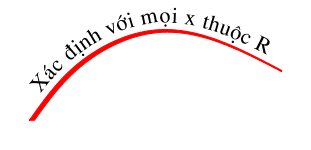 Xác định với mọi x thuộc R